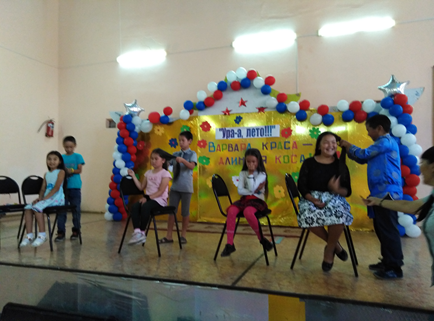 "Ура-а, лето!!!"
Варвара краса -
длинная коса